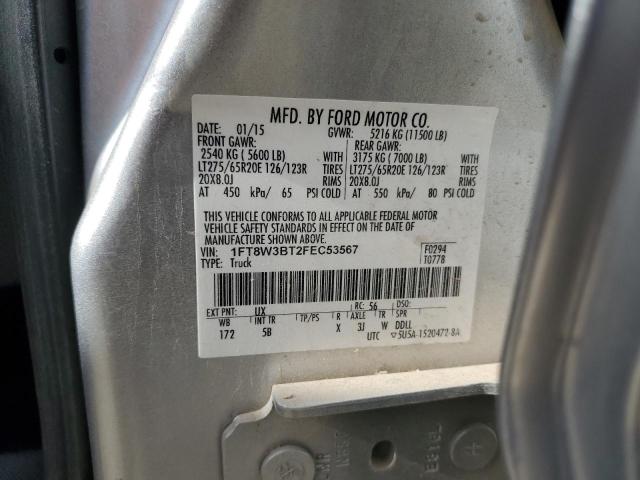 MFD. BY FORD MOTOR CO.
DATE: 01/15 GVWR: 5216 KG (11500 LB)
FRONT GAWR: REAR GAWR:
2540 KG ( 5600 LB) WITH 3175 KG ( 7000 LB) WITH
LT275/65R20E 126/123R TIRES LT275/65R20E 126/123R TIRES
20X8.0J RIMS 20X8.0J RIMS
AT 450 kPa/ 65 PSI COLD AT 550 kPa/ 80 PSI COLD
THIS VEHICLE CONFORMS TO ALL APPLICABLE FEDERAL MOTOR
VEHICLE SAFETY STANDARDS IN EFFECT ON THE DATE OF
MANUFACTURE SHOWN ABOVE.
VIN: 1FT8W3BT2FEC53567 F0294
TYPE: Truck T0778
EXT PNT: UX RC: 56 DSO:
WB INT TR TP/PS R AXLE TR SPR
172 5B X 3J W DDLL
UTC ▽5U5A-1520472-8A